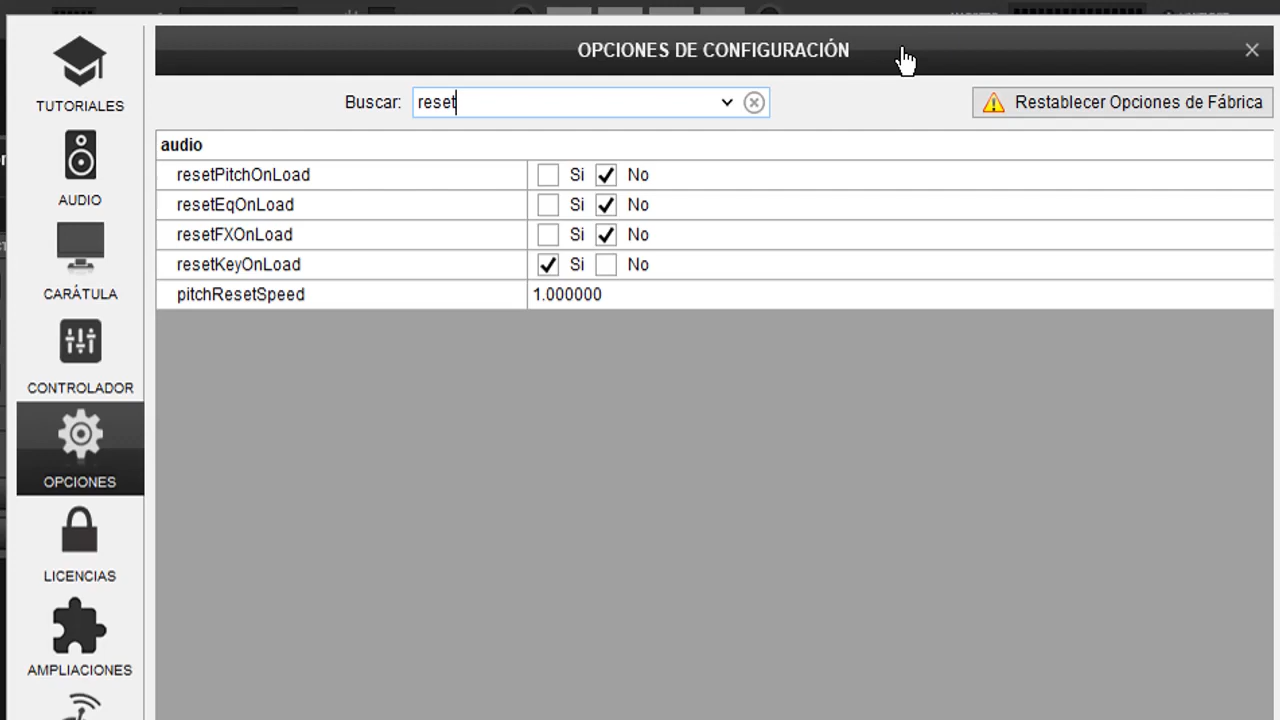 OPCIONES DE CONFIGURACIÓN
Buscar: reset
Restablecer Opciones de Fábrica
audio
resetPitchOnLoad Si No
resetEqOnLoad Si No
resetFXOnLoad Si No
resetKeyOnLoad Si No
pitchResetSpeed 1.000000
TUTORIALES
AUDIO
CARÁTULA
CONTROLADOR
OPCIONES
LICENCIAS
AMPLIACIONES